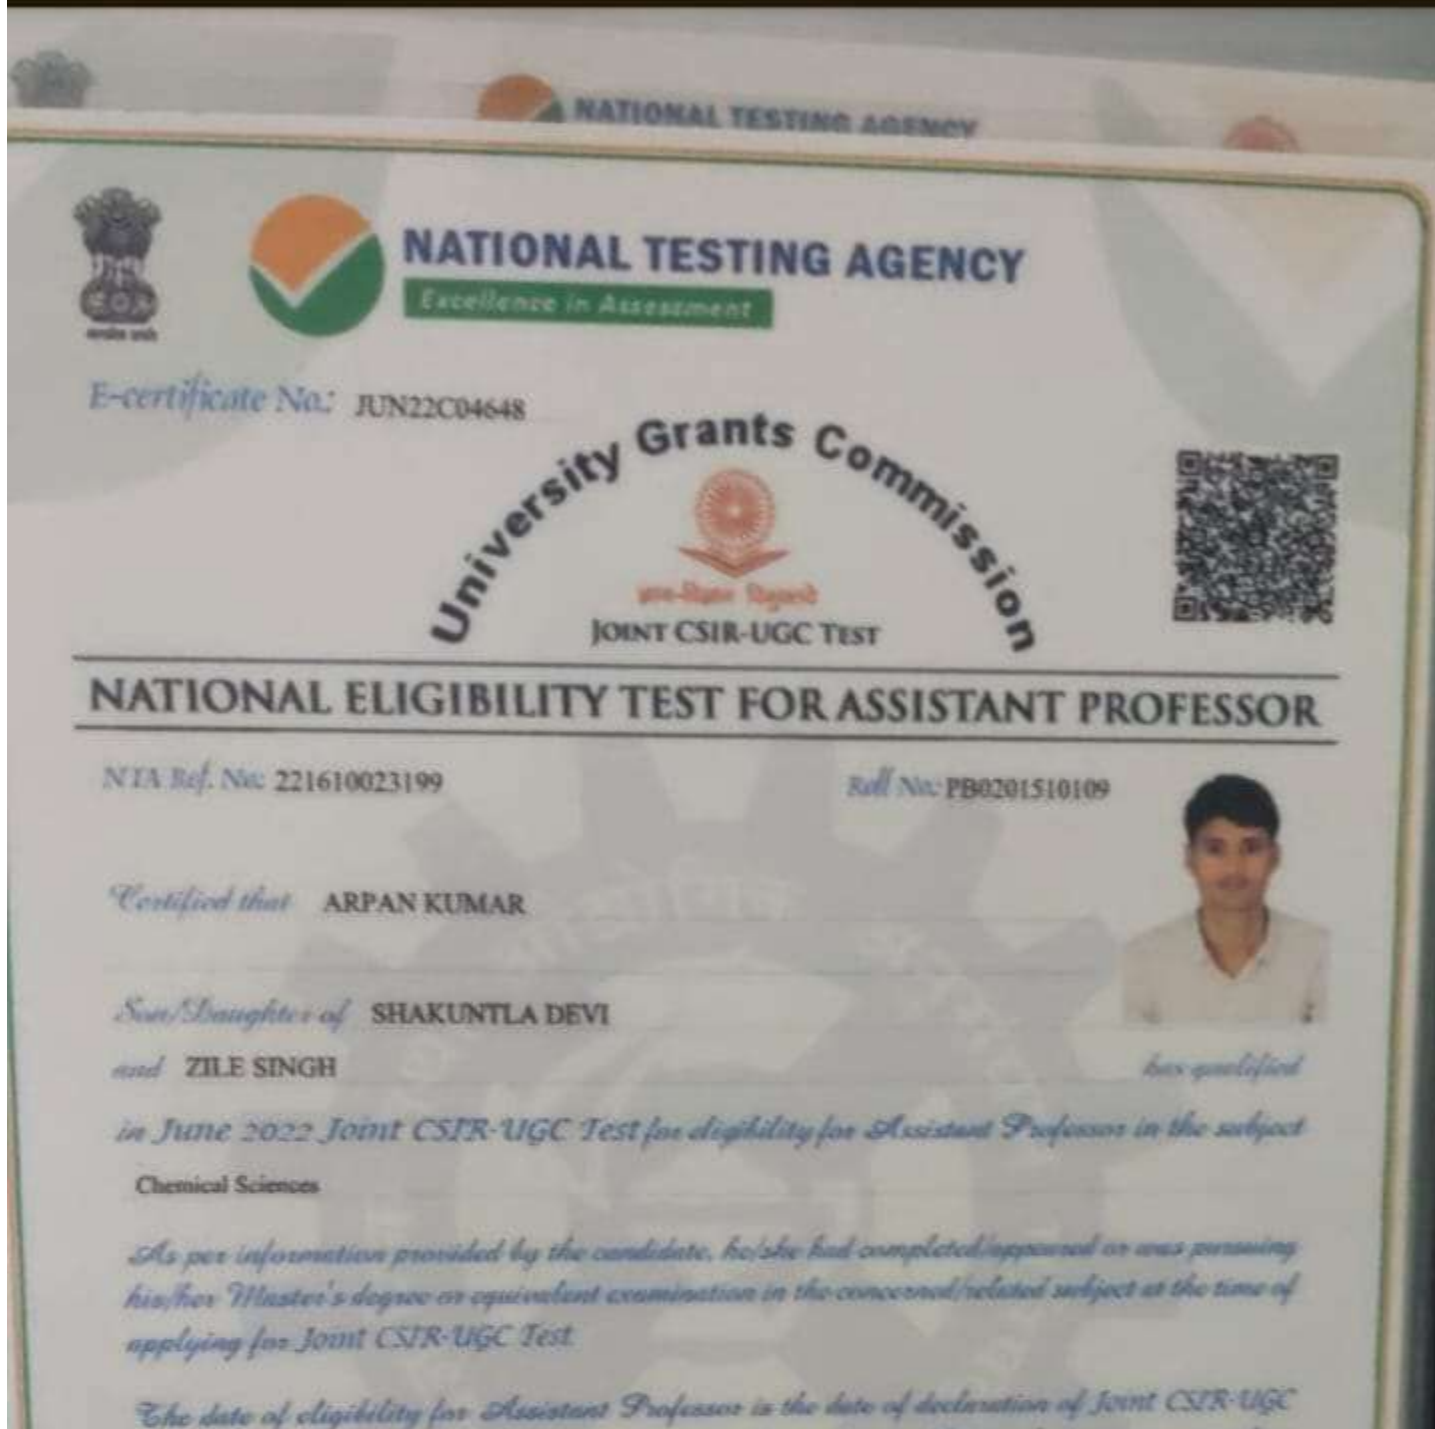 NATIONAL TESTING AGENCY
NATIONAL TESTING AGENCY
Excellence in Assessment
E-certificate No.: JUN22C04648
University Grants Commission
ज्ञान-विज्ञान विमुक्तये
JOINT CSIR-UGC TEST
NATIONAL ELIGIBILITY TEST FOR ASSISTANT PROFESSOR
NTA Ref. No: 221610023199 Roll No.: PB0201510109
Certified that ARPAN KUMAR
Son/Daughter of SHAKUNTLA DEVI
and ZILE SINGH has qualified
in June 2022 Joint CSIR-UGC Test for eligibility for Assistant Professor in the subject
Chemical Sciences
As per information provided by the candidate, he/she had completed/appeared or was pursuing
his/her Master's degree or equivalent examination in the concerned/related subject at the time of
applying for Joint CSIR-UGC Test
The date of eligibility for Assistant Professor is the date of declaration of Joint CSIR-UGC